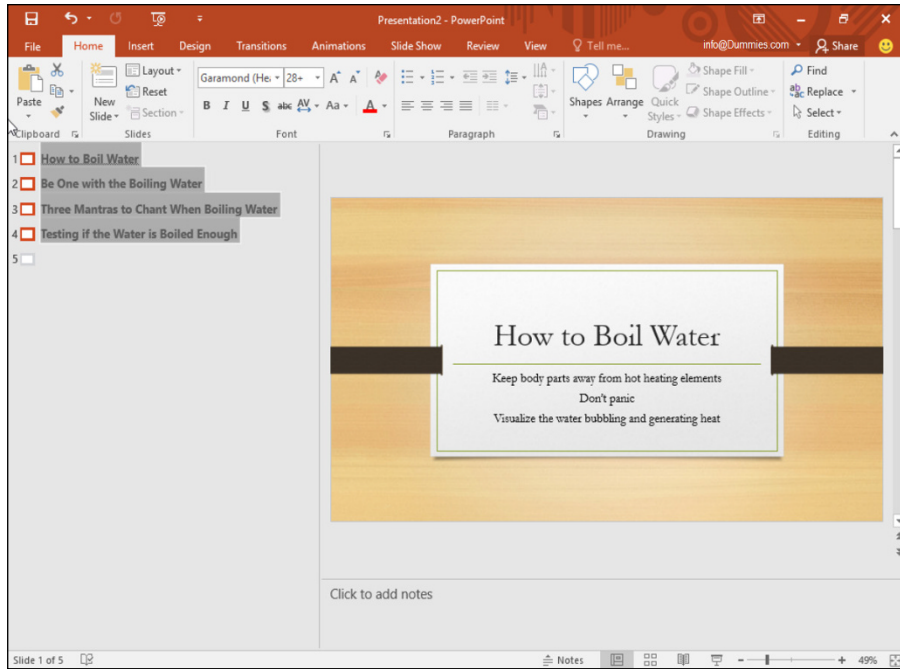 Presentation2 - PowerPoint
File Home Insert Design Transitions Animations Slide Show Review View Tell me... info@Dummies.com Share
Paste
New
Slide
Layout
Reset
Section
Garamond (He 28+
B I U S abc AV Aa A
Shapes Arrange Quick
Styles
Shape Fill
Shape Outline
Shape Effects
Find
Replace
Select
Clipboard Slides Font Paragraph Drawing Editing
1 How to Boil Water
2 Be One with the Boiling Water
3 Three Mantras to Chant When Boiling Water
4 Testing if the Water is Boiled Enough
5
How to Boil Water
Keep body parts away from hot heating elements
Don't panic
Visualize the water bubbling and generating heat
Click to add notes
Slide 1 of 5 Notes 49%